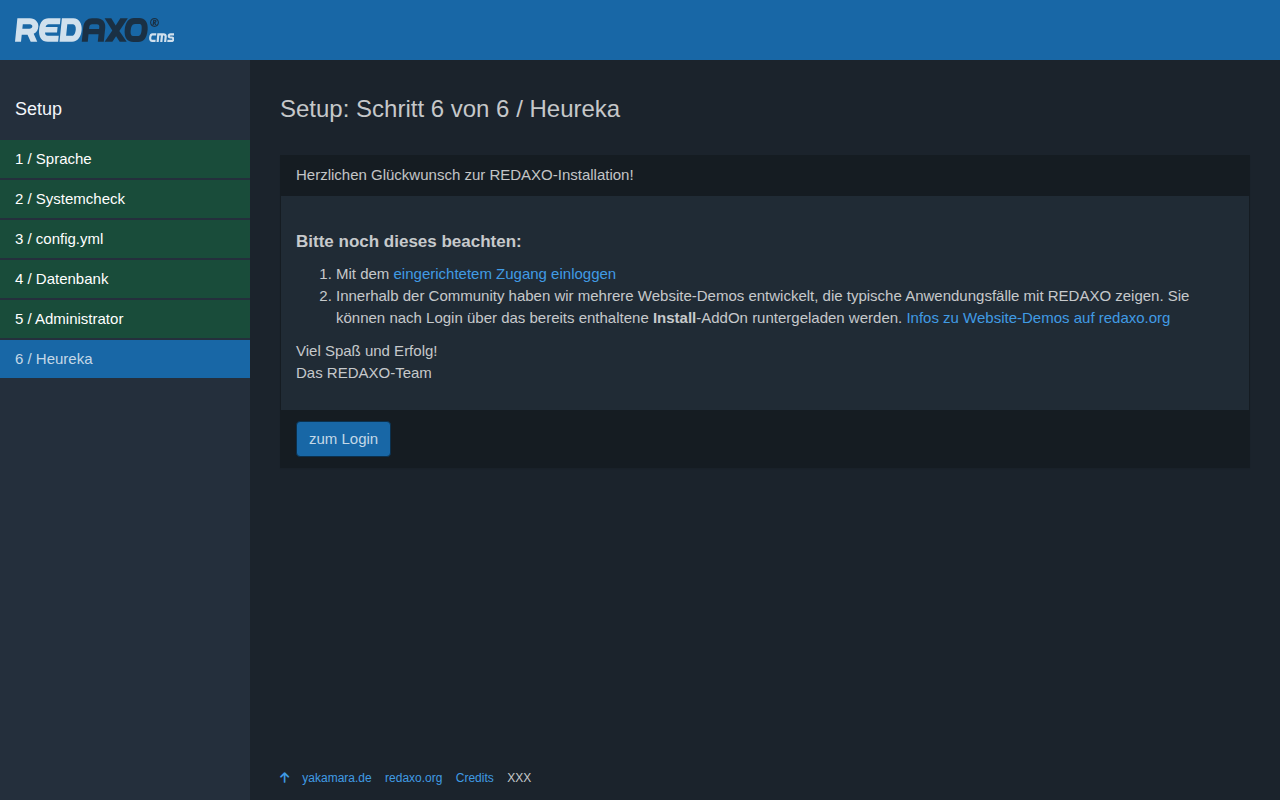 REDAXO® cms
Setup
1 / Sprache
2 / Systemcheck
3 / config.yml
4 / Datenbank
5 / Administrator
6 / Heureka
Setup: Schritt 6 von 6 / Heureka
Herzlichen Glückwunsch zur REDAXO-Installation!
Bitte noch dieses beachten:
1. Mit dem eingerichtetem Zugang einloggen
2. Innerhalb der Community haben wir mehrere Website-Demos entwickelt, die typische Anwendungsfälle mit REDAXO zeigen. Sie
können nach Login über das bereits enthaltene Install-AddOn runtergeladen werden. Infos zu Website-Demos auf redaxo.org
Viel Spaß und Erfolg!
Das REDAXO-Team
zum Login
yakamara.de redaxo.org Credits XXX